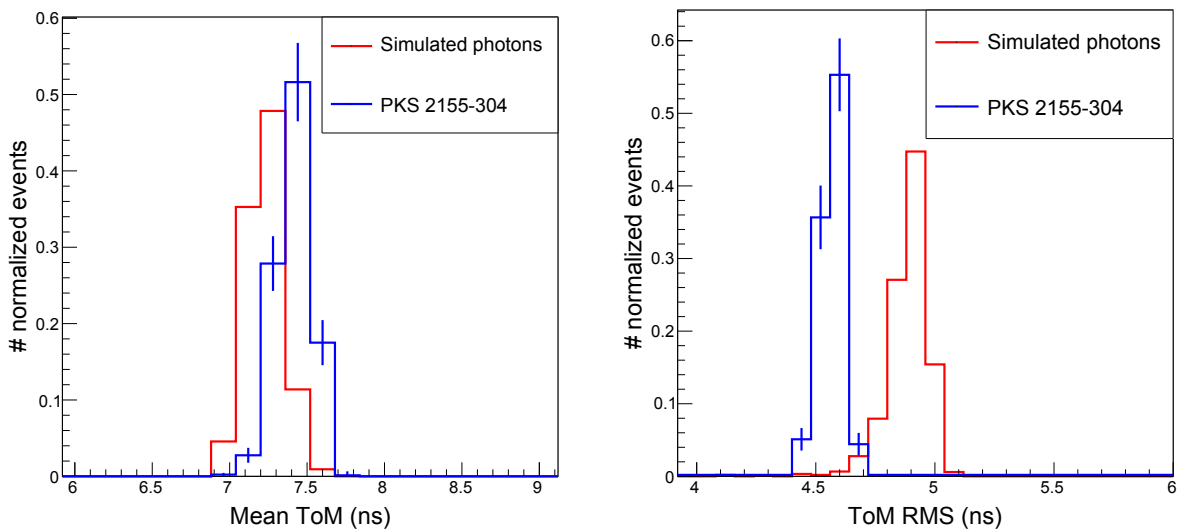 0.6
0.5
0.4
0.3
0.2
0.1
0
# normalized events
Simulated photons
PKS 2155-304
6 6.5 7 7.5 8 8.5 9
Mean ToM (ns)
0.6
0.5
0.4
0.3
0.2
0.1
0
# normalized events
Simulated photons
PKS 2155-304
4 4.5 5 5.5 6
ToM RMS (ns)